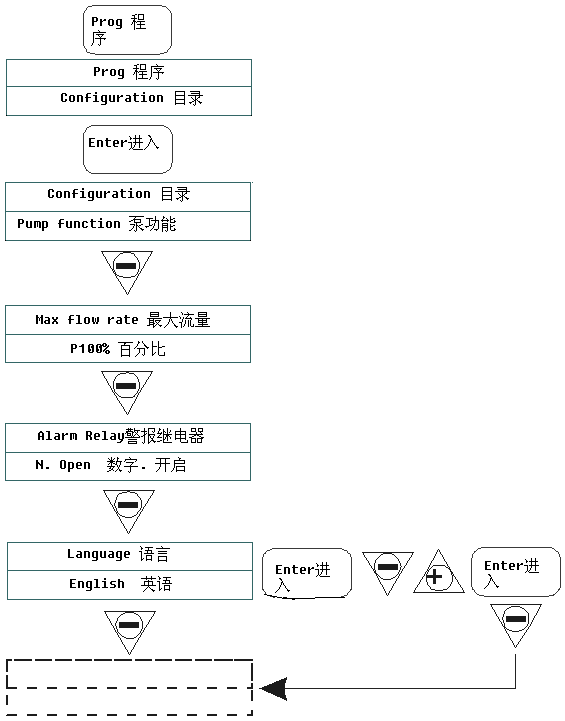 Prog 程
序
Prog 程序
Configuration 目录
Enter进入
Configuration 目录
Pump function 泵功能
Max flow rate 最大流量
P100% 百分比
Alarm Relay警报继电器
N. Open 数字.开启
Language 语言
English 英语
Enter进
入
Enter进
入